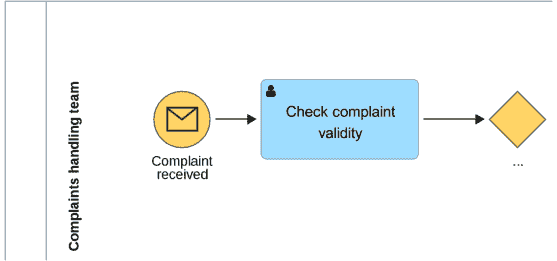 Complaints handling team
Complaint
received
Check complaint
validity
...